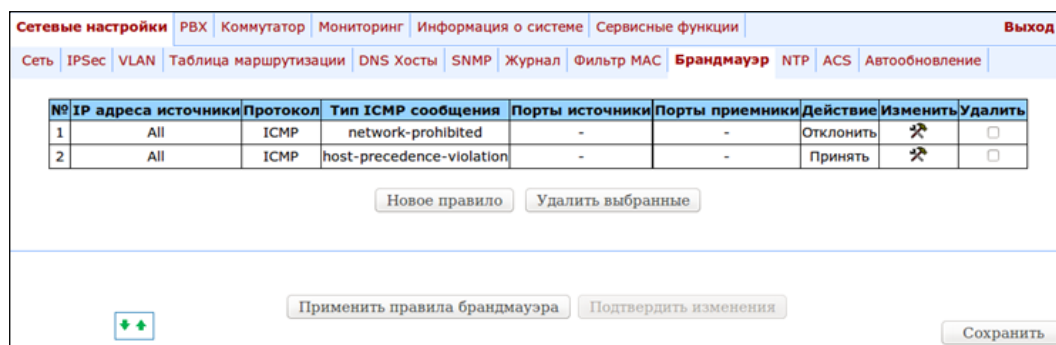 Сетевые настройки PBX Коммутатор Мониторинг Информация о системе Сервисные функции Выход
Сеть IPSec VLAN Таблица маршрутизации DNS Хосты SNMP Журнал Фильтр MAC Брандмауэр NTP ACS Автообновление
№ IP адреса источники Протокол Тип ICMP сообщения Порты источники Порты приемники Действие Изменить Удалить
1 All ICMP network-prohibited - - Отклонить
2 All ICMP host-precedence-violation - - Принять
Новое правило Удалить выбранные
Применить правила брандмауэра Подтвердить изменения
Сохранить